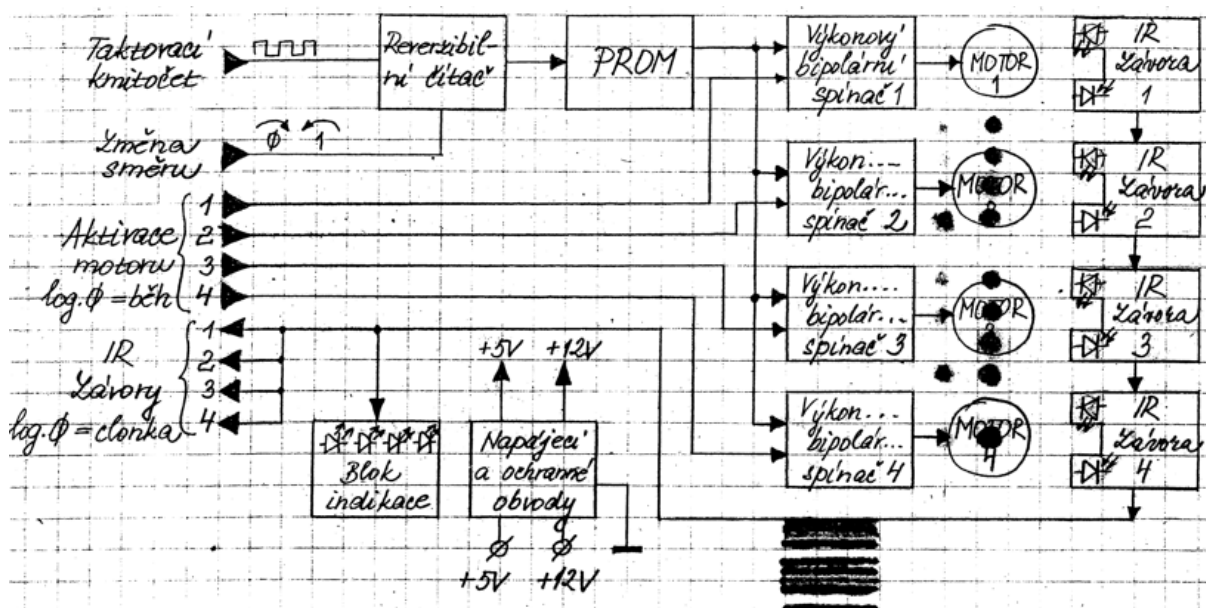 Taktovací
kmitočet
Reverzibil-
ní čítač
PROM
Výkonový
bipolární
spínač 1
MOTOR
1
IR
Závora
1
Změna
směru
0 1
Výkon....
bipolár...
spínač 2
MOTOR
IR
Závora
2
Aktivace
motoru
log.0=běh
1
2
3
4
Výkon....
bipolár...
spínač 3
MOTOR
IR
Závora
3
IR
Závory
log.0=clonka
1
2
3
4
Blok
indikace
+5V +12V
Napájecí
a ochranné
obvody
+5V +12V
Výkon....
bipolár...
spínač 4
MOTOR
4
IR
Závora
4